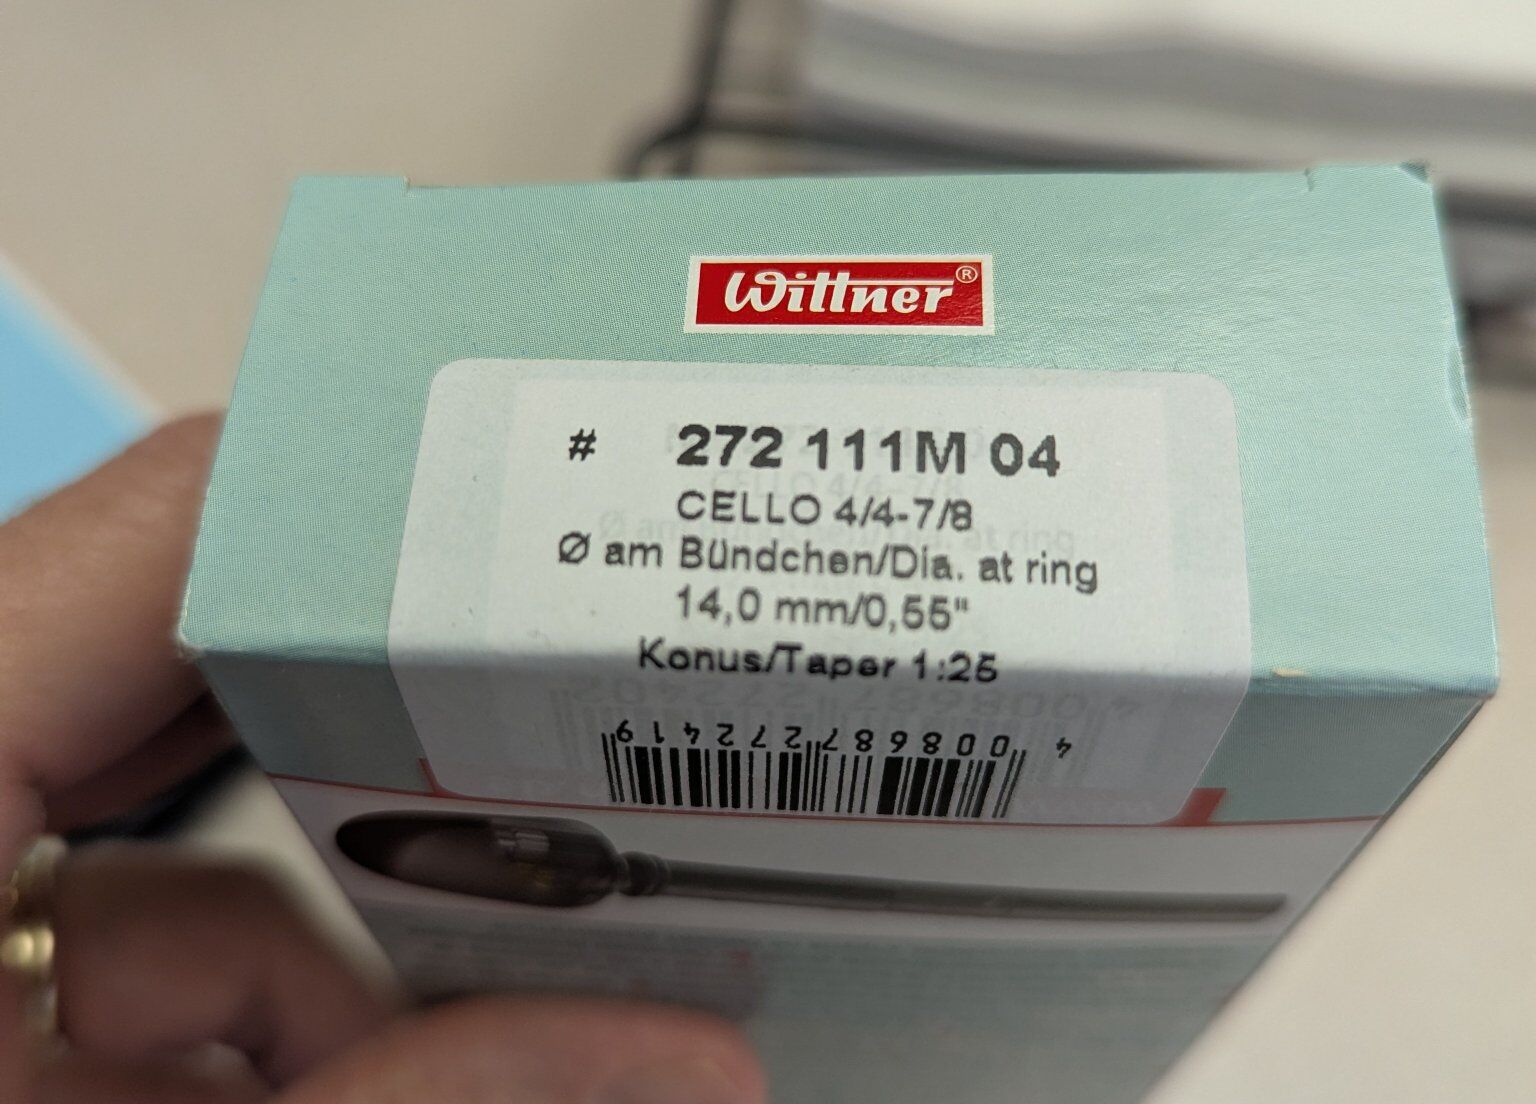 Wittner®
# 272 111M 04
CELLO 4/4-7/8
Ø am Bündchen/Dia. at ring
14,0 mm/0,55"
Konus/Taper 1:25
4 008687 272419